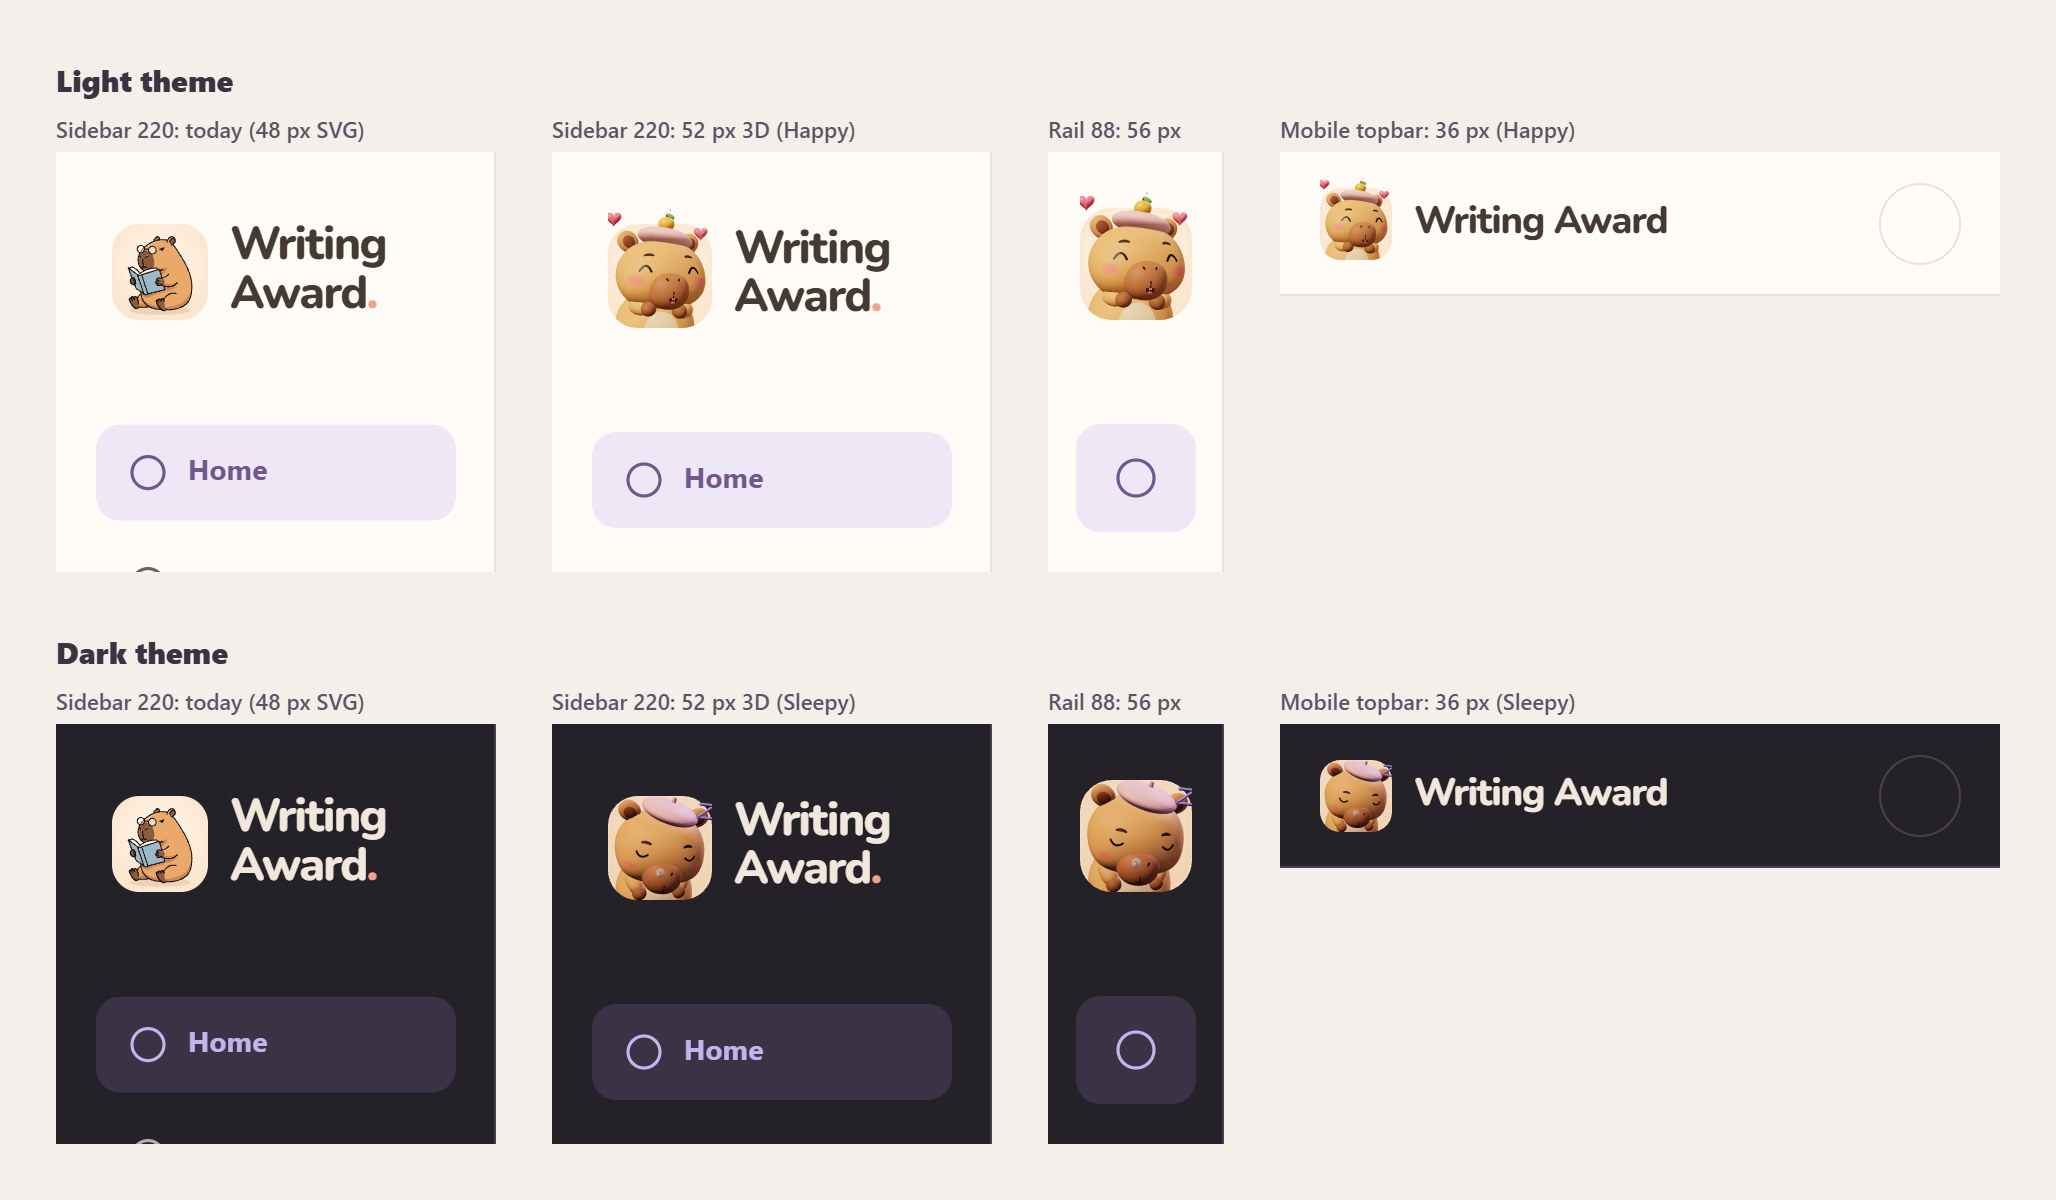 Light theme
Sidebar 220: today (48 px SVG)
Sidebar 220: 52 px 3D (Happy)
Rail 88: 56 px
Mobile topbar: 36 px (Happy)
Writing
Award.
Writing
Award.
Writing Award
Home
Home
Dark theme
Sidebar 220: today (48 px SVG)
Sidebar 220: 52 px 3D (Sleepy)
Rail 88: 56 px
Mobile topbar: 36 px (Sleepy)
Writing
Award.
Writing
Award.
Writing Award
Home
Home